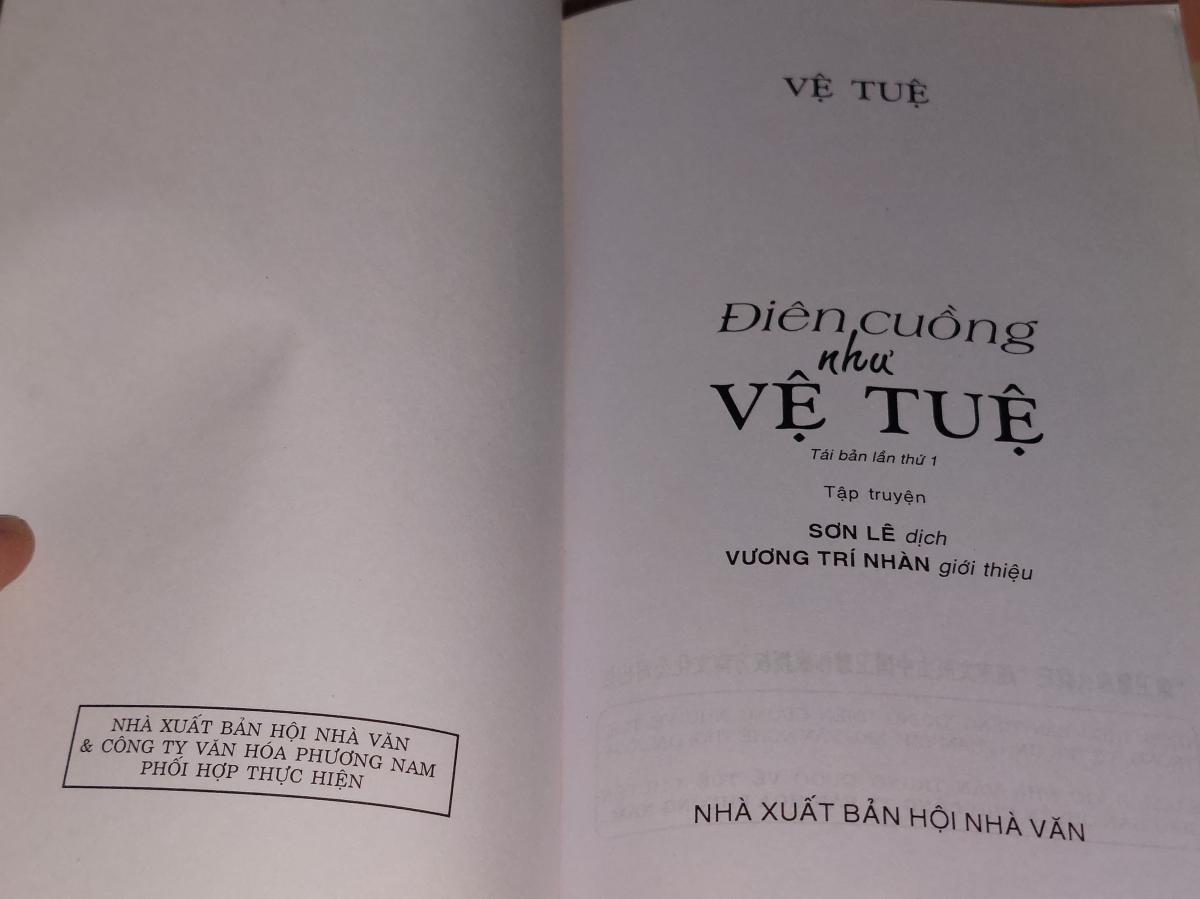 NHÀ XUẤT BẢN HỘI NHÀ VĂN
& CÔNG TY VĂN HÓA PHƯƠNG NAM
PHỐI HỢP THỰC HIỆN
VỆ TUỆ
Điên cuồng
như
VỆ TUỆ
Tái bản lần thứ 1
Tập truyện
SƠN LÊ dịch
VƯƠNG TRÍ NHÀN giới thiệu
NHÀ XUẤT BẢN HỘI NHÀ VĂN